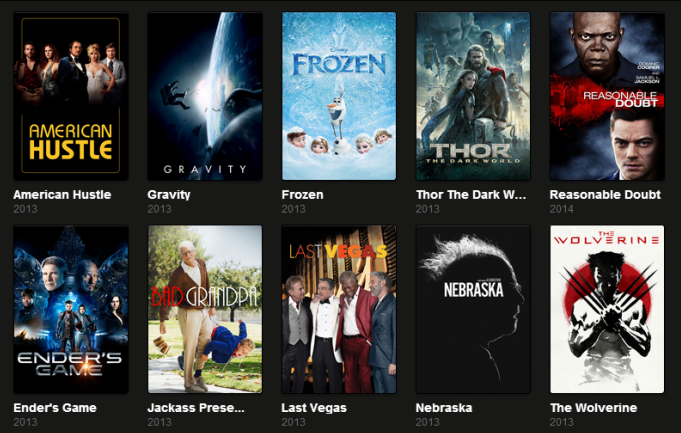 AMERICAN
HUSTLE
American Hustle
2013
GRAVITY
Gravity
2013
Disney
FROZEN
Frozen
2013
THOR
THE DARK WORLD
Thor The Dark W...
2013
DOMINIC
COOPER
AND
SAMUEL L.
JACKSON
REASONABLE
DOUBT
Reasonable Doubt
2014
ENDER'S
GAME
Ender's Game
2013
BAD GRANDPA
Jackass Prese...
2013
LAST VEGAS
Last Vegas
2013
NEBRASKA
Nebraska
2013
THE
WOLVERINE
The Wolverine
2013